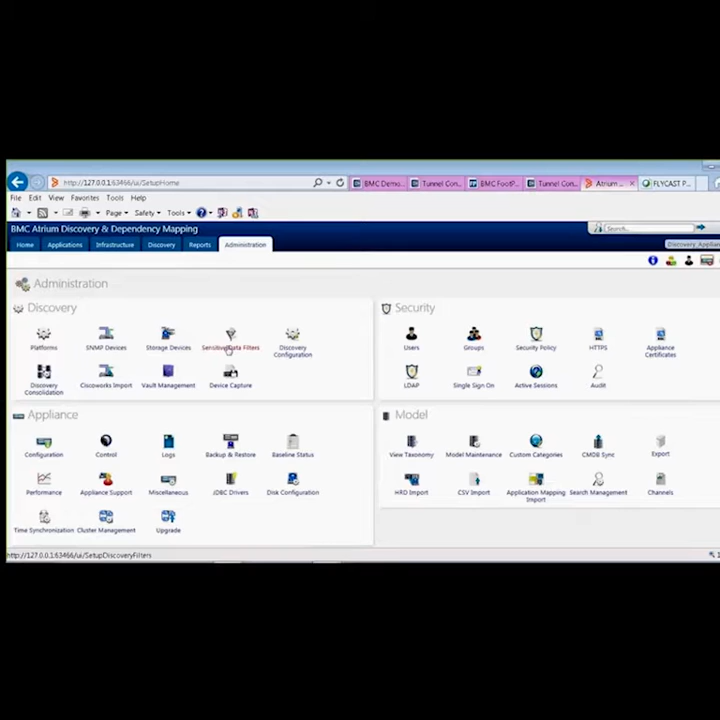 http://127.0.0.1:63466/ui/SetupHome
BMC Demo...
Tunnel Con...
BMC FootP...
Tunnel Con...
Atrium ...
FLYCAST P...
File Edit View Favorites Tools Help
Page Safety Tools
BMC Atrium Discovery & Dependency Mapping
Search...
Home Applications Infrastructure Discovery Reports Administration
Discovery_Applian
Administration
Discovery
Platforms SNMP Devices Storage Devices Sensitive Data Filters Discovery Configuration
Discovery Consolidation Ciscoworks Import Vault Management Device Capture
Security
Users Groups Security Policy HTTPS Appliance Certificates
LDAP Single Sign On Active Sessions Audit
Appliance
Configuration Control Logs Backup & Restore Baseline Status
Performance Appliance Support Miscellaneous JDBC Drivers Disk Configuration
Time Synchronization Cluster Management Upgrade
Model
View Taxonomy Model Maintenance Custom Categories CMDB Sync Export
HRD Import CSV Import Application Mapping Import Search Management Channels
http://127.0.0.1:63466/ui/SetupDiscoveryFilters